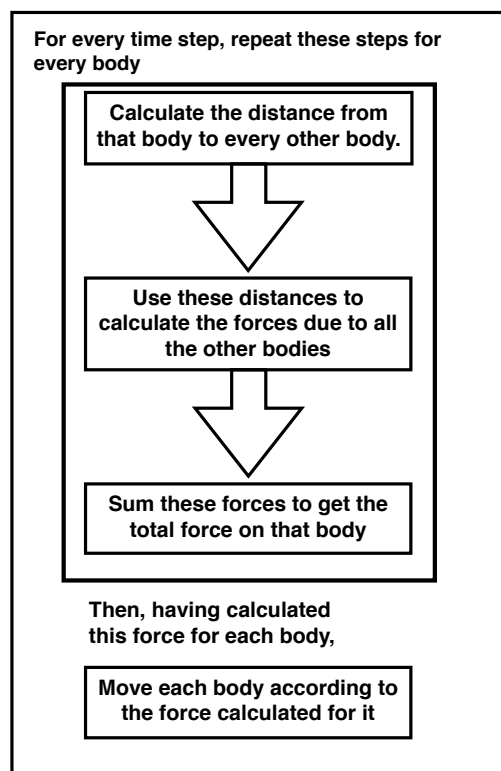 For every time step, repeat these steps for
every body
Calculate the distance from
that body to every other body.
Use these distances to
calculate the forces due to all
the other bodies
Sum these forces to get the
total force on that body
Then, having calculated
this force for each body,
Move each body according to
the force calculated for it